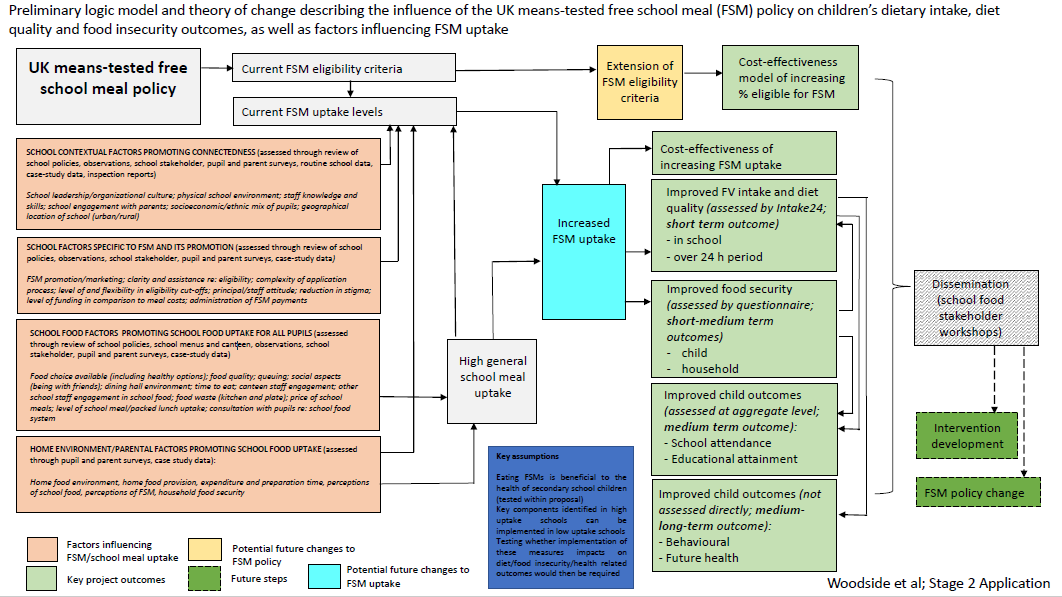 Preliminary logic model and theory of change describing the influence of the UK means-tested free school meal (FSM) policy on children's dietary intake, diet
quality and food insecurity outcomes, as well as factors influencing FSM uptake
UK means-tested free
school meal policy
Current FSM eligibility criteria
Current FSM uptake levels
Extension of
FSM eligibility
criteria
Cost-effectiveness
model of increasing
% eligible for FSM
SCHOOL CONTEXTUAL FACTORS PROMOTING CONNECTEDNESS (assessed through review of
school policies, observations, school stakeholder, pupil and parent surveys, routine school data,
case-study data, inspection reports)
School leadership/organizational culture; physical school environment; staff knowledge and
skills; school engagement with parents; socioeconomic/ethnic mix of pupils; geographical
location of school (urban/rural)
SCHOOL FACTORS SPECIFIC TO FSM AND ITS PROMOTION (assessed through review of school
policies, observations, school stakeholder, pupil and parent surveys, case-study data)
FSM promotion/marketing; clarity and assistance re: eligibility; complexity of application
process; level of and flexibility in eligibility cut-offs; principal/staff attitude; reduction in stigma;
level of funding in comparison to meal costs; administration of FSM payments
SCHOOL FOOD FACTORS PROMOTING SCHOOL FOOD UPTAKE FOR ALL PUPILS (assessed
through review of school policies, school menus and canteen, observations, school
stakeholder, pupil and parent surveys, case-study data)
Food choice available (including healthy options); food quality; queuing; social aspects
(being with friends); dining hall environment; time to eat; canteen staff engagement; other
school staff engagement in school food; food waste (kitchen and plate); price of school
meals; level of school meal/packed lunch uptake; consultation with pupils re: school food
system
HOME ENVIRONMENT/PARENTAL FACTORS PROMOTING SCHOOL FOOD UPTAKE (assessed
through pupil and parent surveys, case study data):
Home food environment, home food provision, expenditure and preparation time, perceptions
of school food, perceptions of FSM, household food security
High general
school meal
uptake
Increased
FSM uptake
Cost-effectiveness of
increasing FSM uptake
Improved FV intake and diet
quality (assessed by Intake24;
short term outcome)
- in school
- over 24 h period
Improved food security
(assessed by questionnaire;
short-medium term
outcomes)
- child
- household
Improved child outcomes
(assessed at aggregate level;
medium term outcome):
- School attendance
- Educational attainment
Improved child outcomes (not
assessed directly; medium-
long-term outcome):
- Behavioural
- Future health
Dissemination
(school food
stakeholder
workshops)
Intervention
development
FSM policy change
Key assumptions
Eating FSMs is beneficial to the
health of secondary school children
(tested within proposal)
Key components identified in high
uptake schools can be
implemented in low uptake schools
Testing whether implementation of
these measures impacts on
diet/food insecurity/health related
outcomes would then be required
Factors influencing
FSM/school meal uptake
Key project outcomes
Potential future changes to
FSM policy
Future steps
Potential future changes to
FSM uptake
Woodside et al; Stage 2 Application